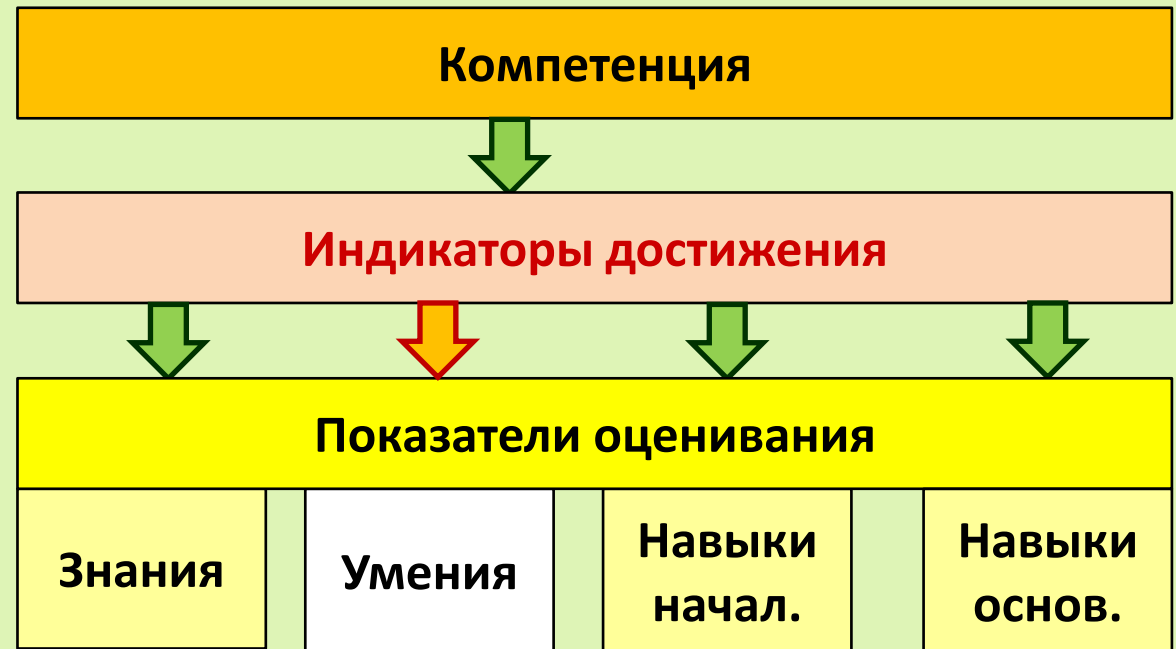 Компетенция
Индикаторы достижения
Показатели оценивания
Знания
Умения
Навыки
начал.
Навыки
основ.